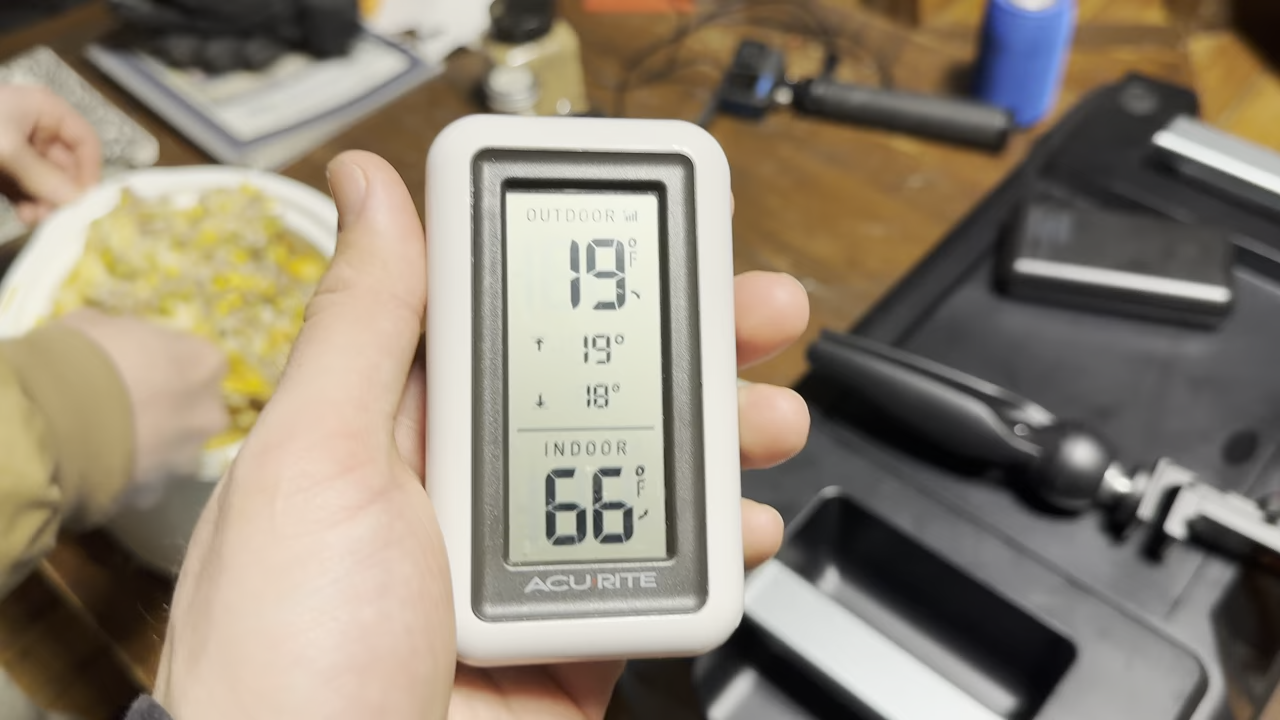 OUTDOOR
19°F
↑ 19°
↓ 18°
INDOOR
66°F
ACURITE